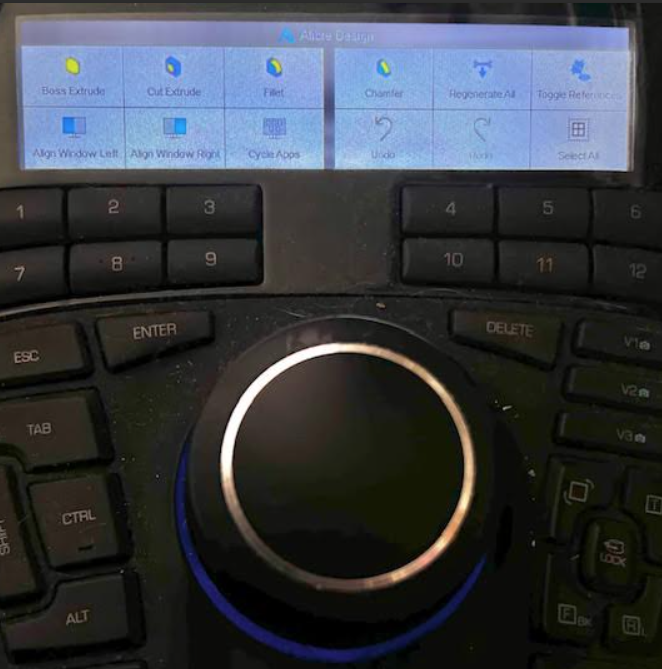 Alibre Design
Boss Extrude Cut Extrude Fillet Chamfer Regenerate All Toggle References
Align Window Left Align Window Right Cycle Apps Undo Redo Select All
1 2 3 4 5 6
7 8 9 10 11 12
ESC ENTER DELETE V1
V2
TAB V3
SHIFT CTRL T
LOCK
ALT F BK R L